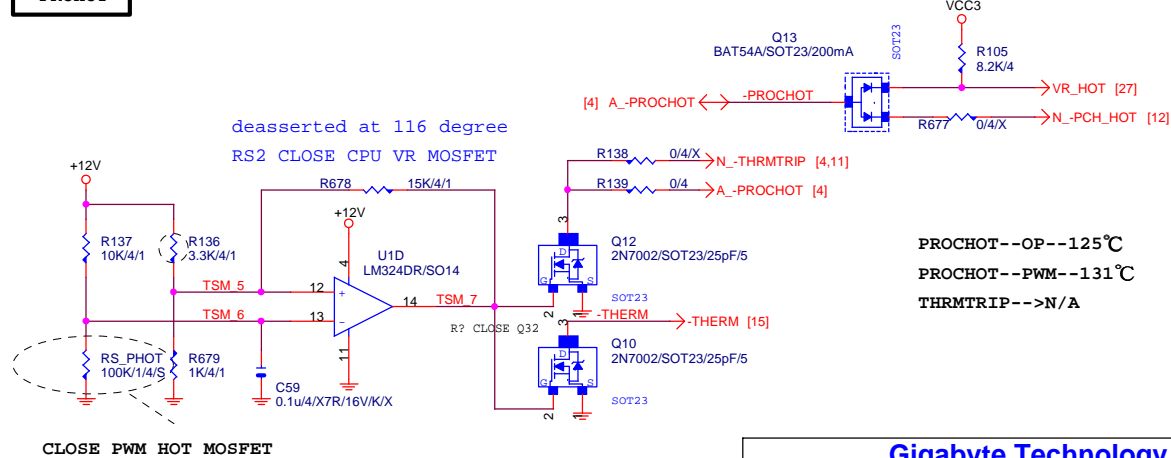 VCC3
Q13
BAT54A/SOT23/200mA
SOT23
R105
8.2K/4
[4] A_-PROCHOT
-PROCHOT
VR_HOT [27]
R677
0/4/X
N_-PCH_HOT [12]
deasserted at 116 degree
RS2 CLOSE CPU VR MOSFET
R138
0/4/X
N_-THRMTRIP [4,11]
R139
0/4
A_-PROCHOT [4]
+12V
R678
15K/4/1
+12V
R137
10K/4/1
R136
3.3K/4/1
U1D
LM324DR/SO14
4
3
D
G
S
Q12
2N7002/SOT23/25pF/5
SOT23
2
1
TSM_5
12
+
TSM_6
13
-
14
TSM_7
11
R? CLOSE Q32
3
-THERM
-THERM [15]
D
G
S
Q10
2N7002/SOT23/25pF/5
SOT23
2
1
RS_PHOT
100K/1/4/S
R679
1K/4/1
C59
0.1u/4/X7R/16V/K/X
CLOSE PWM HOT MOSFET
PROCHOT--OP--125℃
PROCHOT--PWM--131℃
THRMTRIP-->N/A
Gigabyte Technology